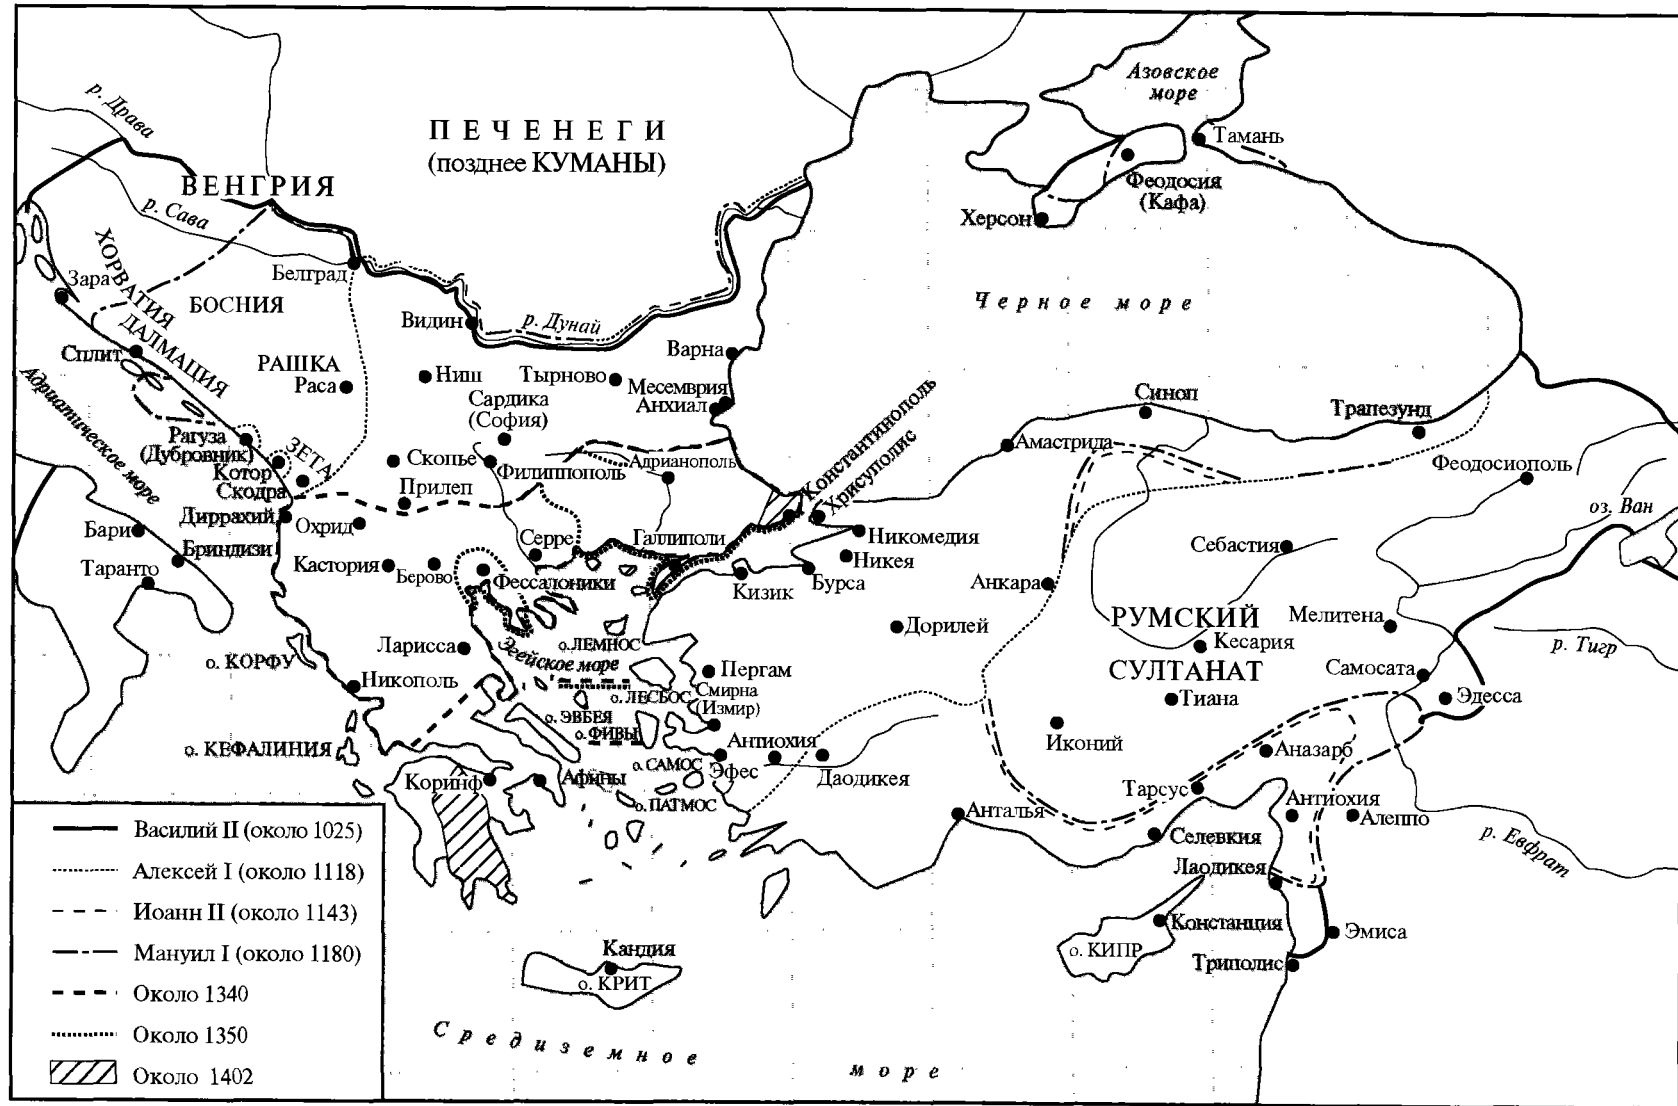 Азовское
море
Тамань
Феодосия
(Кафа)
Херсон
р. Драва
ПЕЧЕНЕГИ
(позднее КУМАНЫ)
ВЕНГРИЯ
р. Сава
ХОРВАТИЯ
Зара
Белград
БОСНИЯ
ДАЛМАЦИЯ
Видин
р. Дунай
Черное море
Варна
Сплит
РАШКА
Раса
Ниш
Тырново
Месемврия
Анхиал
Сардика
(София)
Адриатическое море
Константинополь
Хрисуполис
Синоп
Трапезунд
Амастрида
Рагуза
(Дубровник)
ЗЕТА
Котор
Скодра
Скопье
Филиппополь
Адрианополь
Прилеп
Феодосиополь
оз. Ван
Диррахий
Охрид
Бари
Бриндизи
Таранто
Кастория
Берово
Серре
Галлиполи
Фессалоники
Никомедия
Никея
Кизик
Бурса
Анкара
Себастия
РУМСКИЙ
СУЛТАНАТ
Мелитена
Кесария
р. Тигр
Дорилей
Ларисса
Эгейское море
о. ЛЕМНОС
о. КОРФУ
Никополь
Пергам
Самосата
Эдесса
Тиана
о. ЛЕСБОС
Смирна
(Измир)
о. ЭВБЕЯ
о. ФИВЫ
Иконий
Аназарб
о. КЕФАЛИНИЯ
о. САМОС
Эфес
Антиохия
Даодикея
Коринф
Афины
о. ПАТМОС
Тарсус
Анталья
Антиохия
Алеппо
Селевкия
р. Евфрат
Лаодикея
Констанция
о. КИПР
Эмиса
Триполис
Кандия
о. КРИТ
Средиземное море
Василий II (около 1025)
Алексей I (около 1118)
Иоанн II (около 1143)
Мануил I (около 1180)
Около 1340
Около 1350
Около 1402